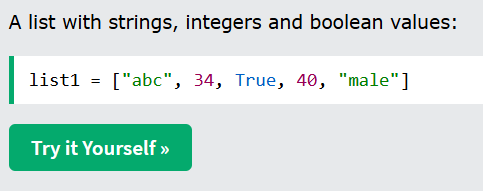 A list with strings, integers and boolean values:
list1 = ["abc", 34, True, 40, "male"]
Try it Yourself »